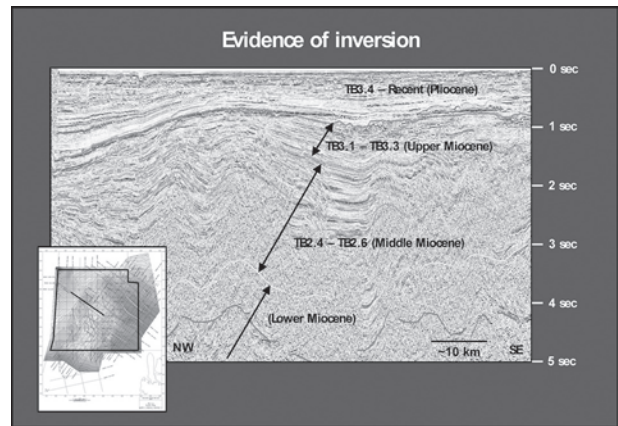 Evidence of inversion
0 sec
TB3.4 – Recent (Pliocene)
1 sec
TB3.1 – TB3.3 (Upper Miocene)
2 sec
TB2.4 – TB2.6 (Middle Miocene)
3 sec
4 sec
(Lower Miocene)
NW
~10 km
SE
5 sec